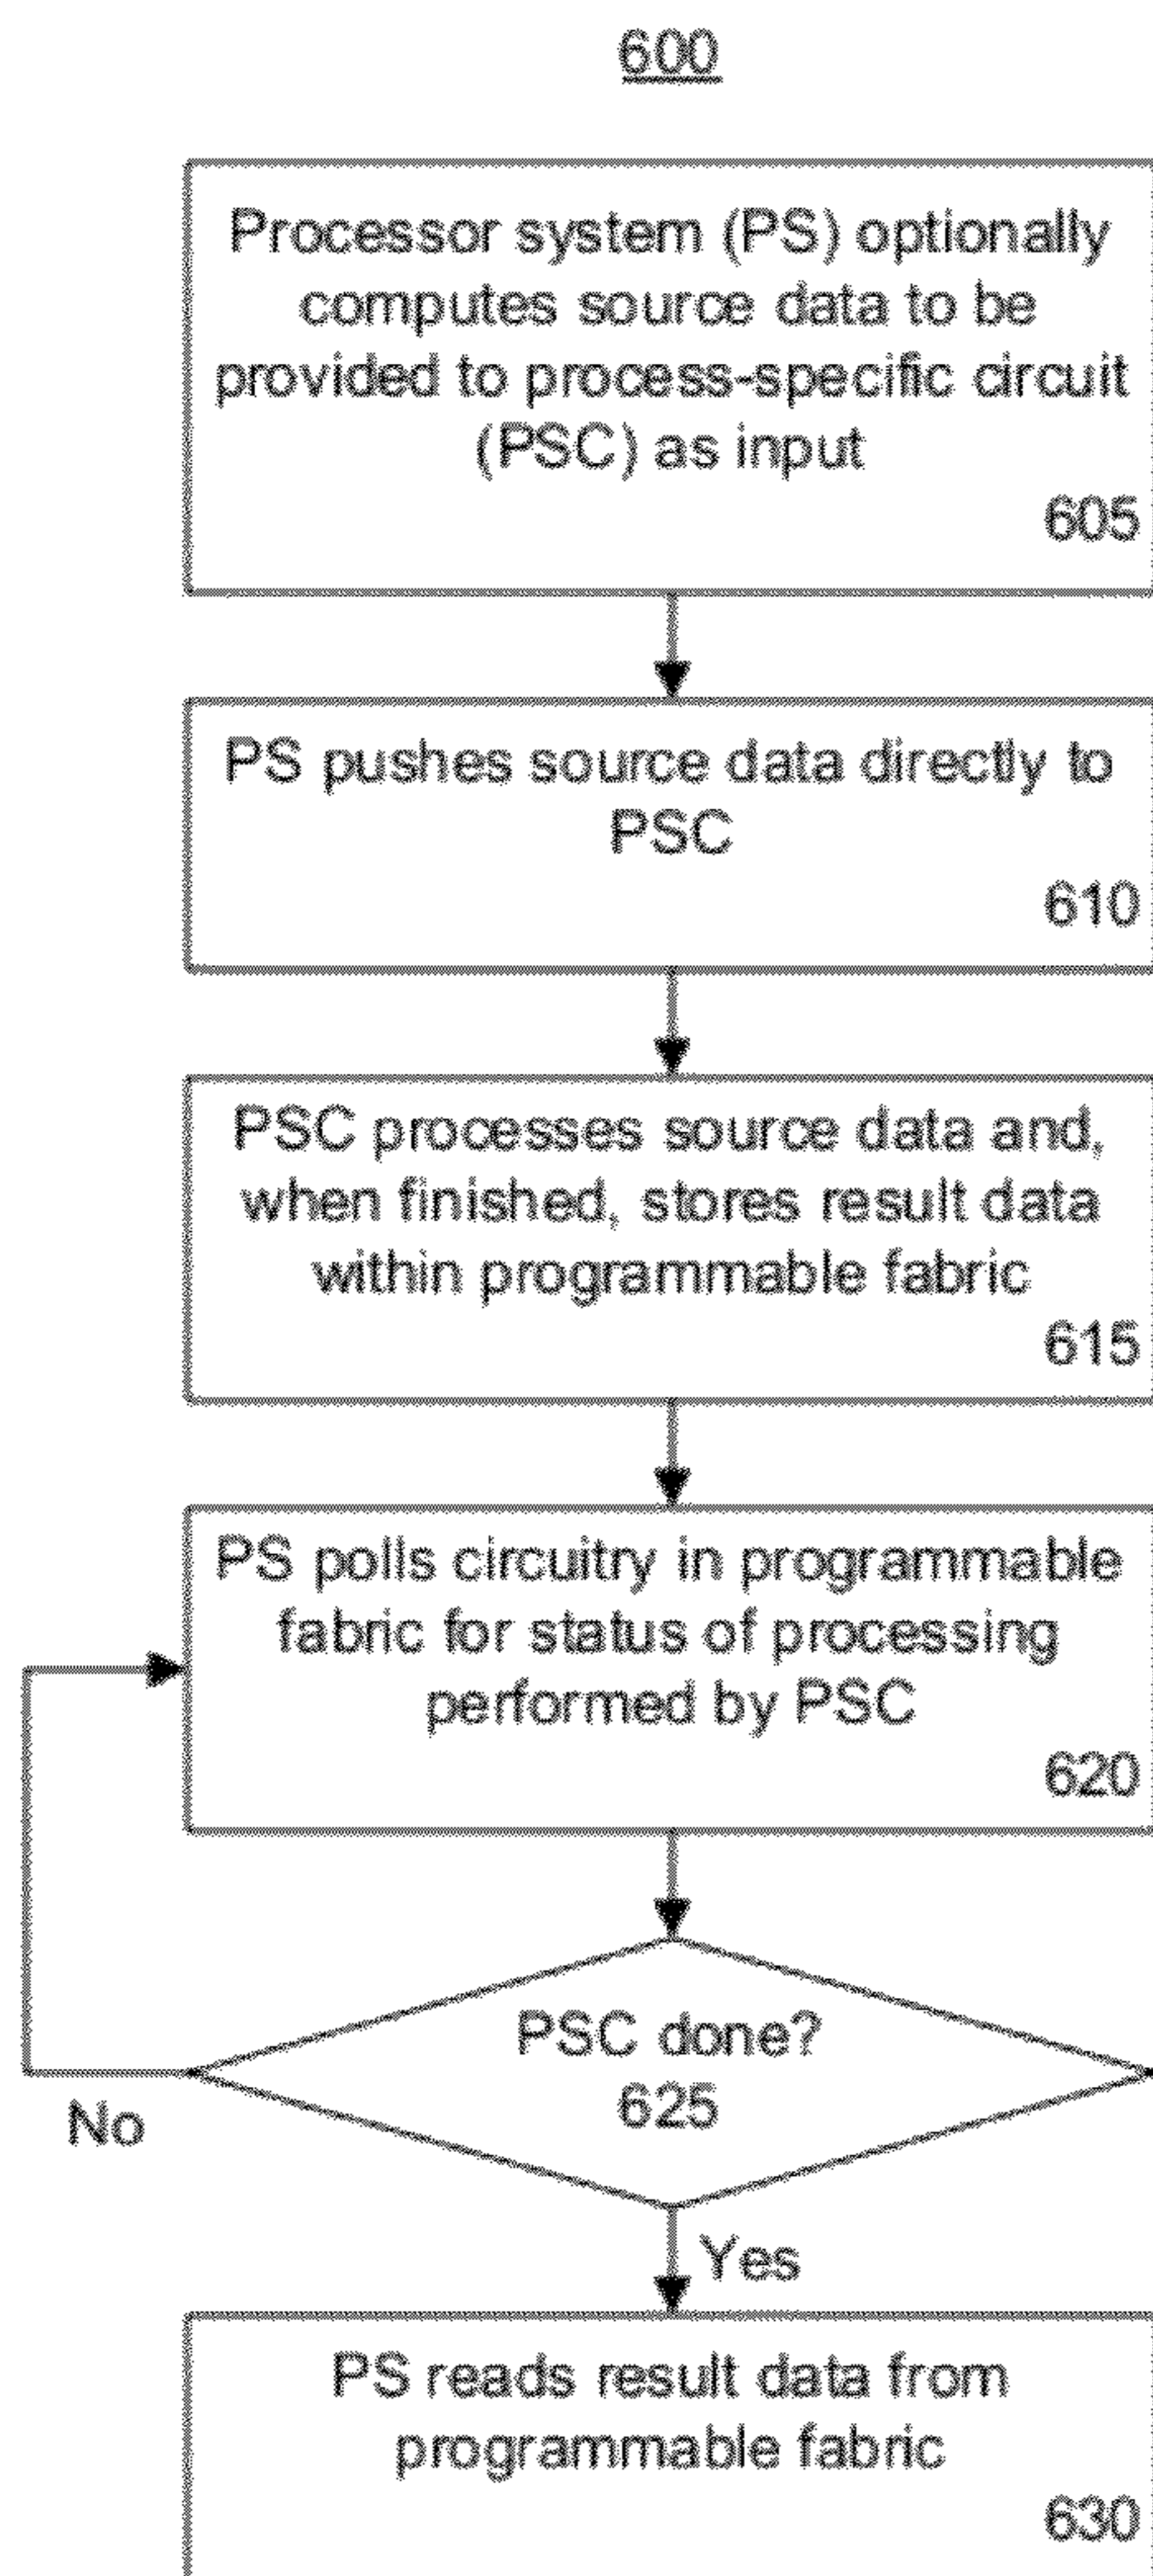 600
Processor system (PS) optionally
computes source data to be
provided to process-specific circuit
(PSC) as input
605
PS pushes source data directly to
PSC
610
PSC processes source data and,
when finished, stores result data
within programmable fabric
615
PS polls circuitry in programmable
fabric for status of processing
performed by PSC
620
PSC done?
625
No
Yes
PS reads result data from
programmable fabric
630